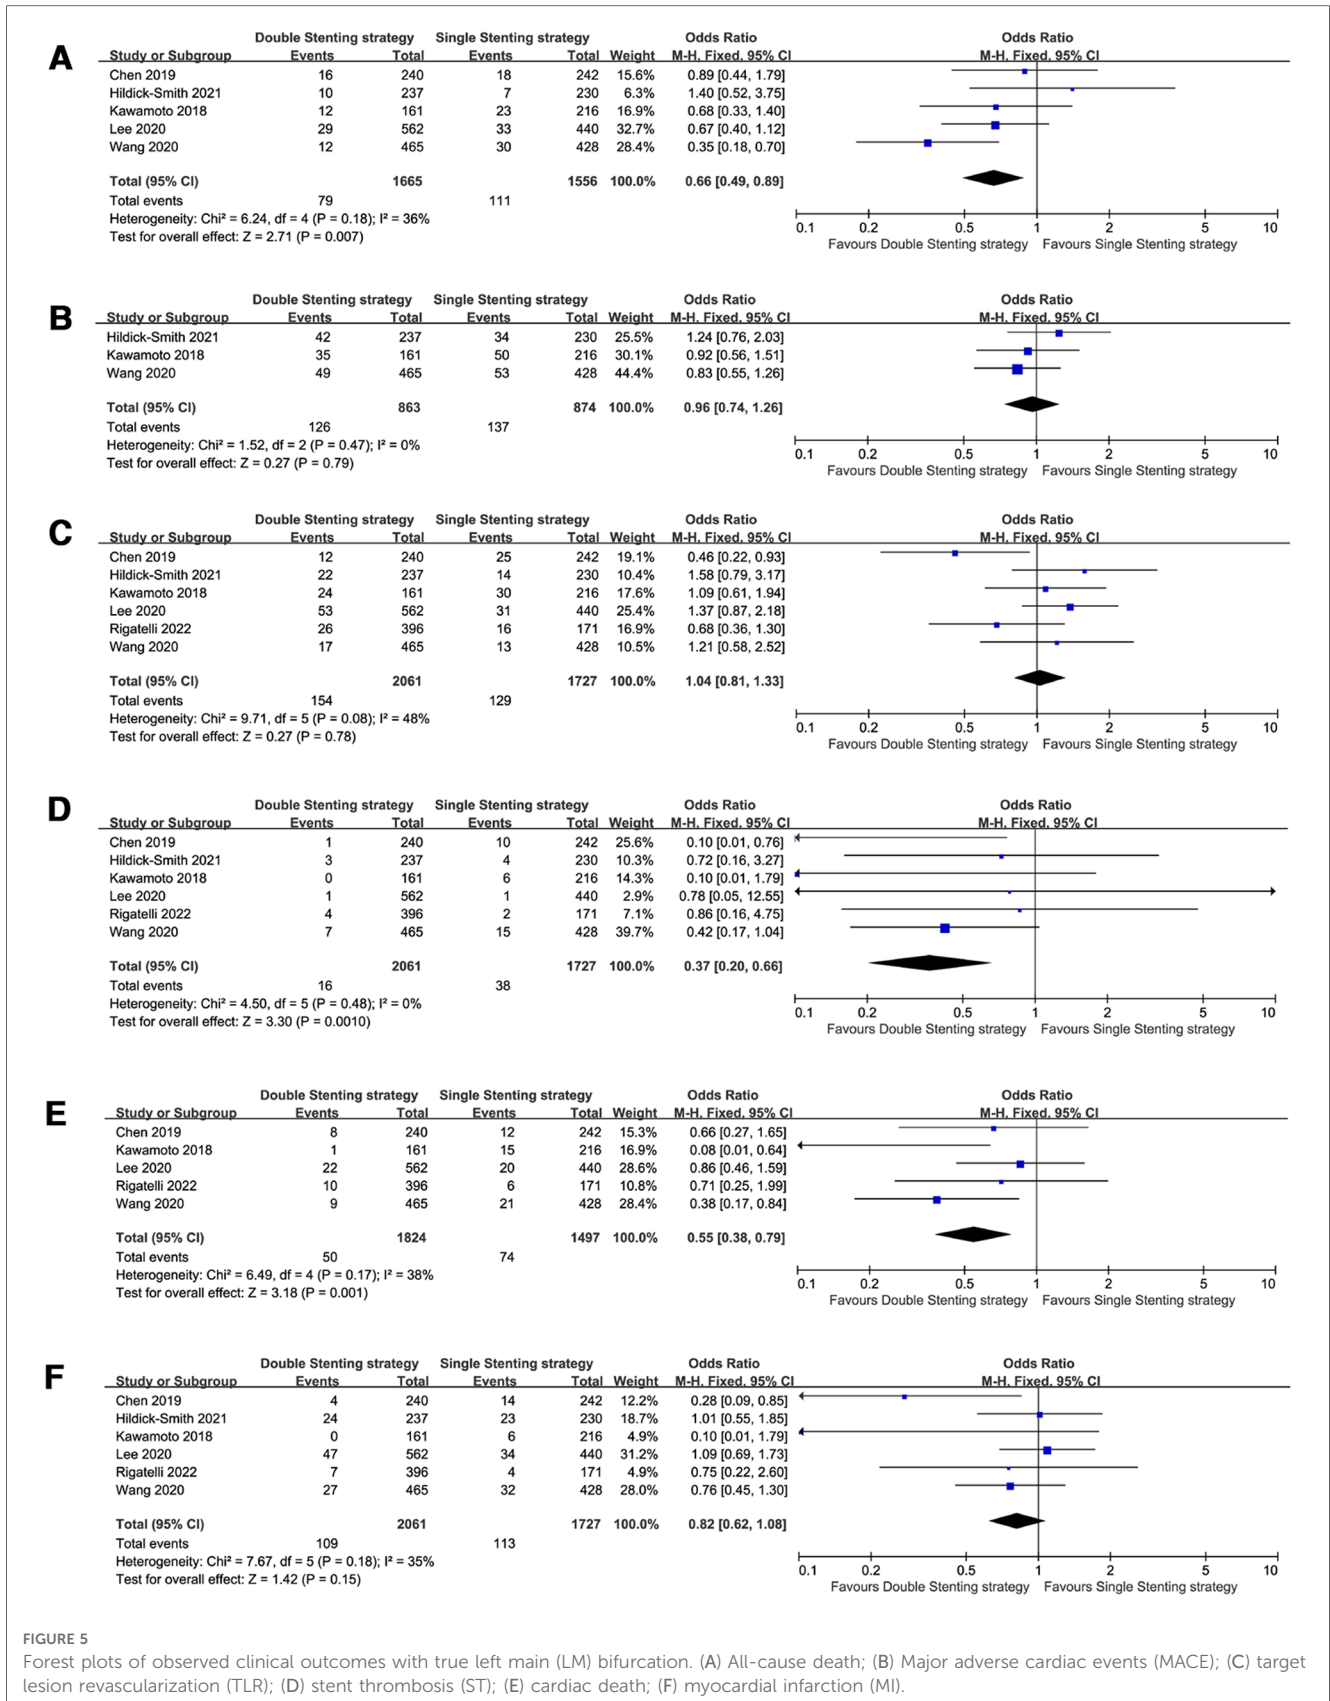 A
Double Stenting strategy Single Stenting strategy Odds Ratio Odds Ratio
Study or Subgroup Events Total Events Total Weight M-H, Fixed, 95% CI M-H, Fixed, 95% CI
Chen 2019 16 240 18 242 15.6% 0.89 [0.44, 1.79]
Hildick-Smith 2021 10 237 7 230 6.3% 1.40 [0.52, 3.75]
Kawamoto 2018 12 161 23 216 16.9% 0.68 [0.33, 1.40]
Lee 2020 29 562 33 440 32.7% 0.67 [0.40, 1.12]
Wang 2020 12 465 30 428 28.4% 0.35 [0.18, 0.70]
Total (95% CI) 1665 1556 100.0% 0.66 [0.49, 0.89]
Total events 79 111
Heterogeneity: Chi² = 6.24, df = 4 (P = 0.18); I² = 36%
Test for overall effect: Z = 2.71 (P = 0.007)
0.1 0.2 0.5 1 2 5 10
Favours Double Stenting strategy Favours Single Stenting strategy
B
Double Stenting strategy Single Stenting strategy Odds Ratio Odds Ratio
Study or Subgroup Events Total Events Total Weight M-H, Fixed, 95% CI M-H, Fixed, 95% CI
Hildick-Smith 2021 42 237 34 230 25.5% 1.24 [0.76, 2.03]
Kawamoto 2018 35 161 50 216 30.1% 0.92 [0.56, 1.51]
Wang 2020 49 465 53 428 44.4% 0.83 [0.55, 1.26]
Total (95% CI) 863 874 100.0% 0.96 [0.74, 1.26]
Total events 126 137
Heterogeneity: Chi² = 1.52, df = 2 (P = 0.47); I² = 0%
Test for overall effect: Z = 0.27 (P = 0.79)
0.1 0.2 0.5 1 2 5 10
Favours Double Stenting strategy Favours Single Stenting strategy
C
Double Stenting strategy Single Stenting strategy Odds Ratio Odds Ratio
Study or Subgroup Events Total Events Total Weight M-H, Fixed, 95% CI M-H, Fixed, 95% CI
Chen 2019 12 240 25 242 19.1% 0.46 [0.22, 0.93]
Hildick-Smith 2021 22 237 14 230 10.4% 1.58 [0.79, 3.17]
Kawamoto 2018 24 161 30 216 17.6% 1.09 [0.61, 1.94]
Lee 2020 53 562 31 440 25.4% 1.37 [0.87, 2.18]
Rigatelli 2022 26 396 16 171 16.9% 0.68 [0.36, 1.30]
Wang 2020 17 465 13 428 10.5% 1.21 [0.58, 2.52]
Total (95% CI) 2061 1727 100.0% 1.04 [0.81, 1.33]
Total events 154 129
Heterogeneity: Chi² = 9.71, df = 5 (P = 0.08); I² = 48%
Test for overall effect: Z = 0.27 (P = 0.78)
0.1 0.2 0.5 1 2 5 10
Favours Double Stenting strategy Favours Single Stenting strategy
D
Double Stenting strategy Single Stenting strategy Odds Ratio Odds Ratio
Study or Subgroup Events Total Events Total Weight M-H, Fixed, 95% CI M-H, Fixed, 95% CI
Chen 2019 1 240 10 242 25.6% 0.10 [0.01, 0.76]
Hildick-Smith 2021 3 237 4 230 10.3% 0.72 [0.16, 3.27]
Kawamoto 2018 0 161 6 216 14.3% 0.10 [0.01, 1.79]
Lee 2020 1 562 1 440 2.9% 0.78 [0.05, 12.55]
Rigatelli 2022 4 396 2 171 7.1% 0.86 [0.16, 4.75]
Wang 2020 7 465 15 428 39.7% 0.42 [0.17, 1.04]
Total (95% CI) 2061 1727 100.0% 0.37 [0.20, 0.66]
Total events 16 38
Heterogeneity: Chi² = 4.50, df = 5 (P = 0.48); I² = 0%
Test for overall effect: Z = 3.30 (P = 0.0010)
0.1 0.2 0.5 1 2 5 10
Favours Double Stenting strategy Favours Single Stenting strategy
E
Double Stenting strategy Single Stenting strategy Odds Ratio Odds Ratio
Study or Subgroup Events Total Events Total Weight M-H, Fixed, 95% CI M-H, Fixed, 95% CI
Chen 2019 8 240 12 242 15.3% 0.66 [0.27, 1.65]
Kawamoto 2018 1 161 15 216 16.9% 0.08 [0.01, 0.64]
Lee 2020 22 562 20 440 28.6% 0.86 [0.46, 1.59]
Rigatelli 2022 10 396 6 171 10.8% 0.71 [0.25, 1.99]
Wang 2020 9 465 21 428 28.4% 0.38 [0.17, 0.84]
Total (95% CI) 1824 1497 100.0% 0.55 [0.38, 0.79]
Total events 50 74
Heterogeneity: Chi² = 6.49, df = 4 (P = 0.17); I² = 38%
Test for overall effect: Z = 3.18 (P = 0.001)
0.1 0.2 0.5 1 2 5 10
Favours Double Stenting strategy Favours Single Stenting strategy
F
Double Stenting strategy Single Stenting strategy Odds Ratio Odds Ratio
Study or Subgroup Events Total Events Total Weight M-H, Fixed, 95% CI M-H, Fixed, 95% CI
Chen 2019 4 240 14 242 12.2% 0.28 [0.09, 0.85]
Hildick-Smith 2021 24 237 23 230 18.7% 1.01 [0.55, 1.85]
Kawamoto 2018 0 161 6 216 4.9% 0.10 [0.01, 1.79]
Lee 2020 47 562 34 440 31.2% 1.09 [0.69, 1.73]
Rigatelli 2022 7 396 4 171 4.9% 0.75 [0.22, 2.60]
Wang 2020 27 465 32 428 28.0% 0.76 [0.45, 1.30]
Total (95% CI) 2061 1727 100.0% 0.82 [0.62, 1.08]
Total events 109 113
Heterogeneity: Chi² = 7.67, df = 5 (P = 0.18); I² = 35%
Test for overall effect: Z = 1.42 (P = 0.15)
0.1 0.2 0.5 1 2 5 10
Favours Double Stenting strategy Favours Single Stenting strategy
FIGURE 5
Forest plots of observed clinical outcomes with true left main (LM) bifurcation. (A) All-cause death; (B) Major adverse cardiac events (MACE); (C) target
lesion revascularization (TLR); (D) stent thrombosis (ST); (E) cardiac death; (F) myocardial infarction (MI).